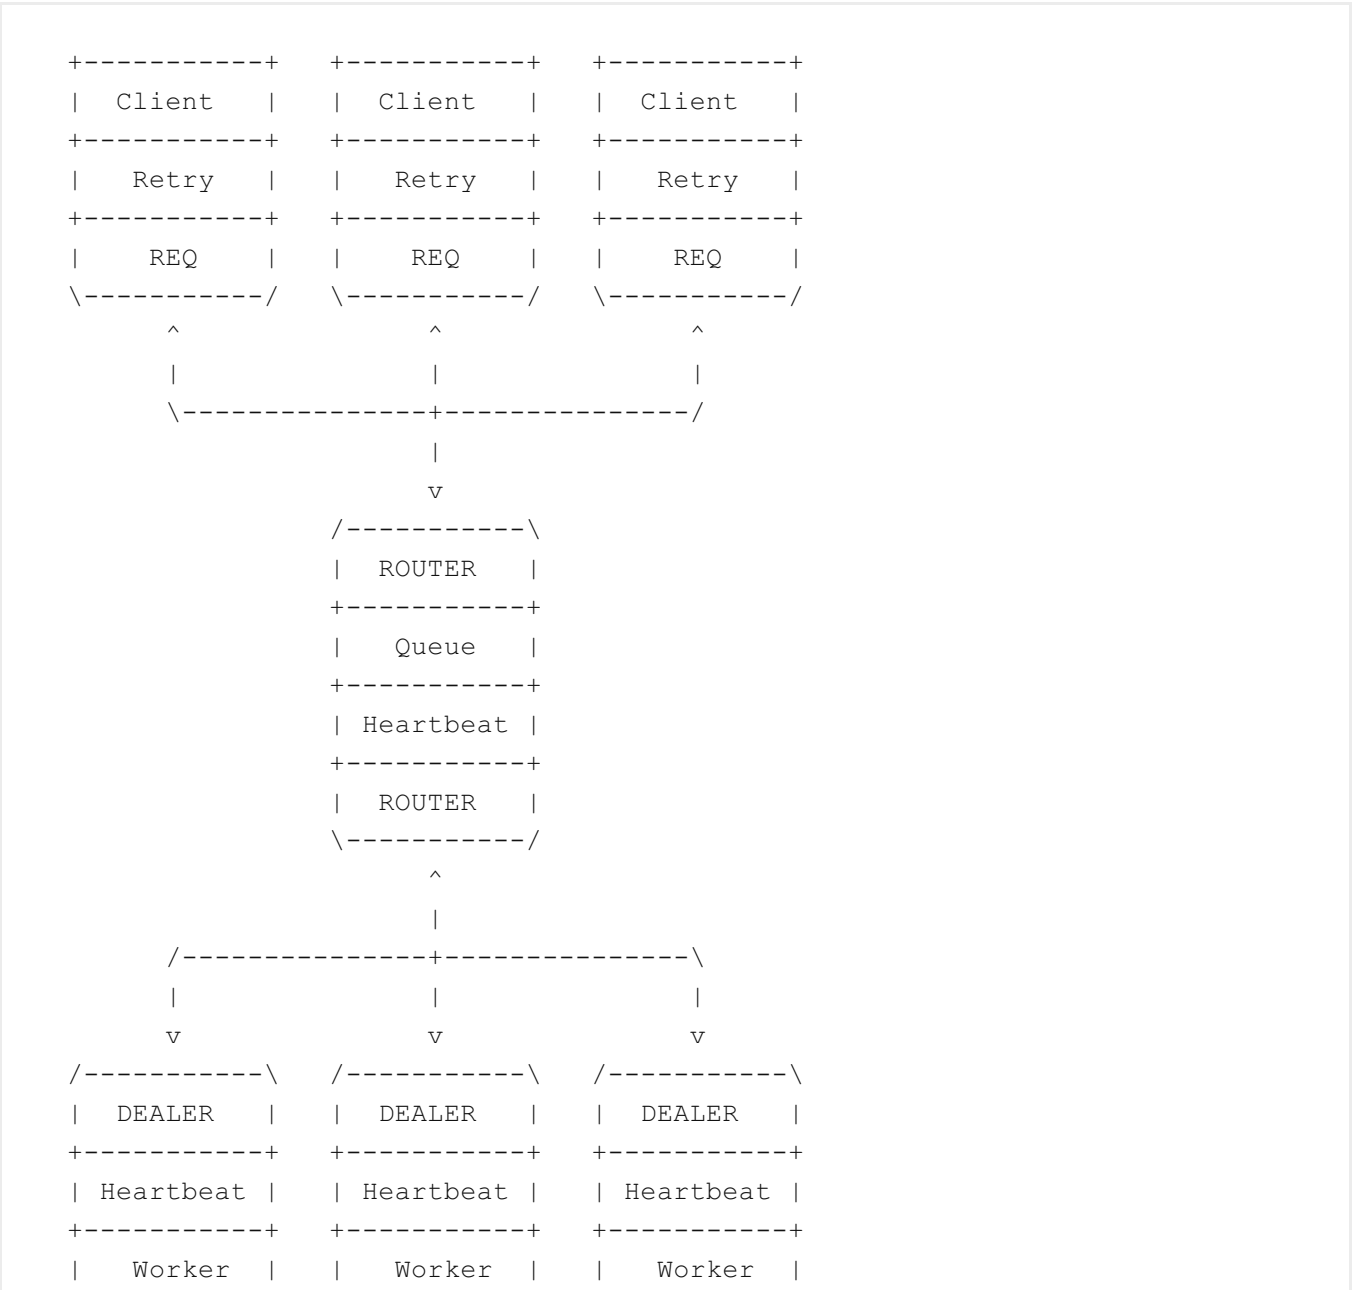 +-----------+   +-----------+   +-----------+
|  Client   |   |  Client   |   |  Client   |
+-----------+   +-----------+   +-----------+
|   Retry   |   |   Retry   |   |   Retry   |
+-----------+   +-----------+   +-----------+
|    REQ    |   |    REQ    |   |    REQ    |
\-----------/   \-----------/   \-----------/
      ^               ^               ^
      |               |               |
      \---------------+---------------/
                      |
                      v
                /-----------\
                |  ROUTER   |
                +-----------+
                |   Queue   |
                +-----------+
                | Heartbeat |
                +-----------+
                |  ROUTER   |
                \-----------/
                      ^
                      |
      /---------------+---------------\
      |               |               |
      v               v               v
/-----------\   /-----------\   /-----------\
|  DEALER   |   |  DEALER   |   |  DEALER   |
+-----------+   +-----------+   +-----------+
| Heartbeat |   | Heartbeat |   | Heartbeat |
+-----------+   +-----------+   +-----------+
|   Worker  |   |   Worker  |   |   Worker  |